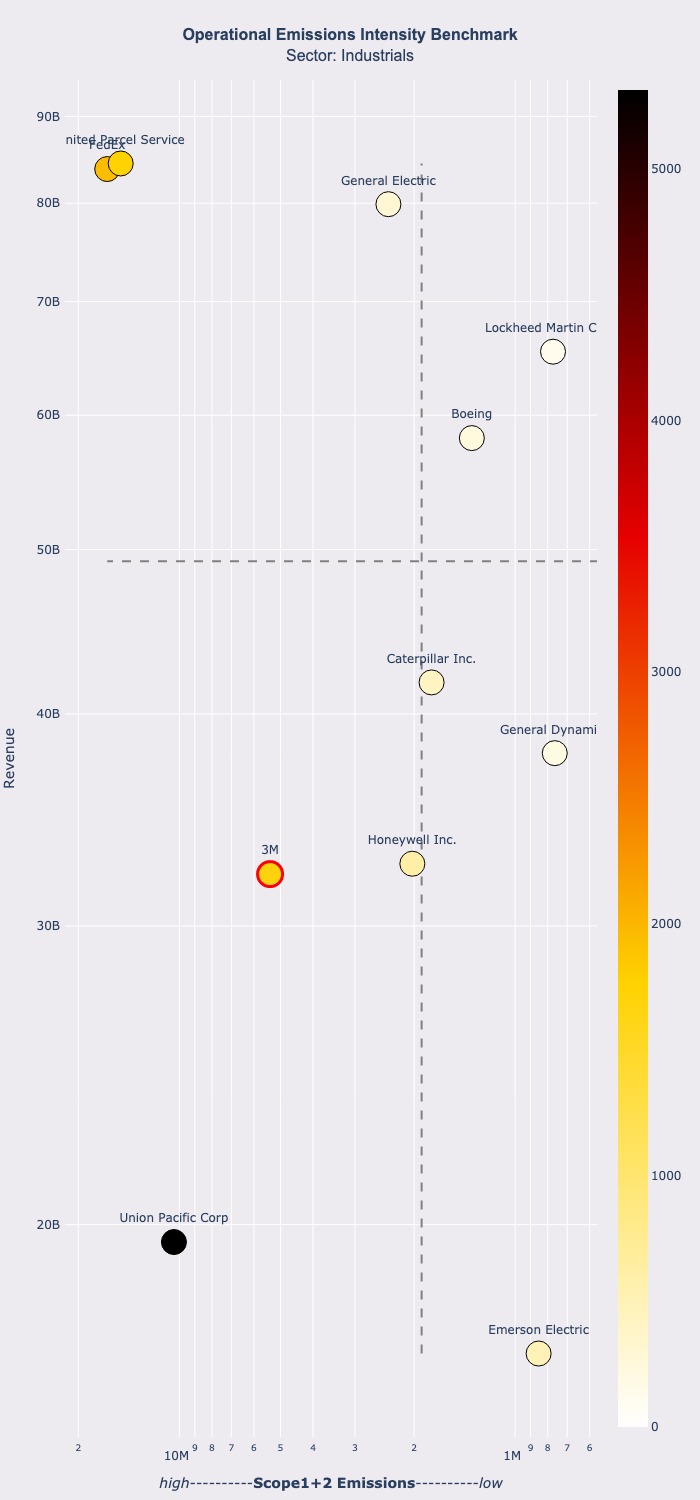 Operational Emissions Intensity Benchmark
Sector: Industrials
90B
nited Parcel Service
FedEx
5000
General Electric
80B
70B
Lockheed Martin C
60B
Boeing
4000
50B
3000
Caterpillar Inc.
40B
General Dynami
Revenue
Honeywell Inc.
3M
30B
2000
1000
Union Pacific Corp
20B
Emerson Electric
0
2 10M 9 8 7 6 5 4 3 2 1M 9 8 7 6
high----------Scope1+2 Emissions----------low